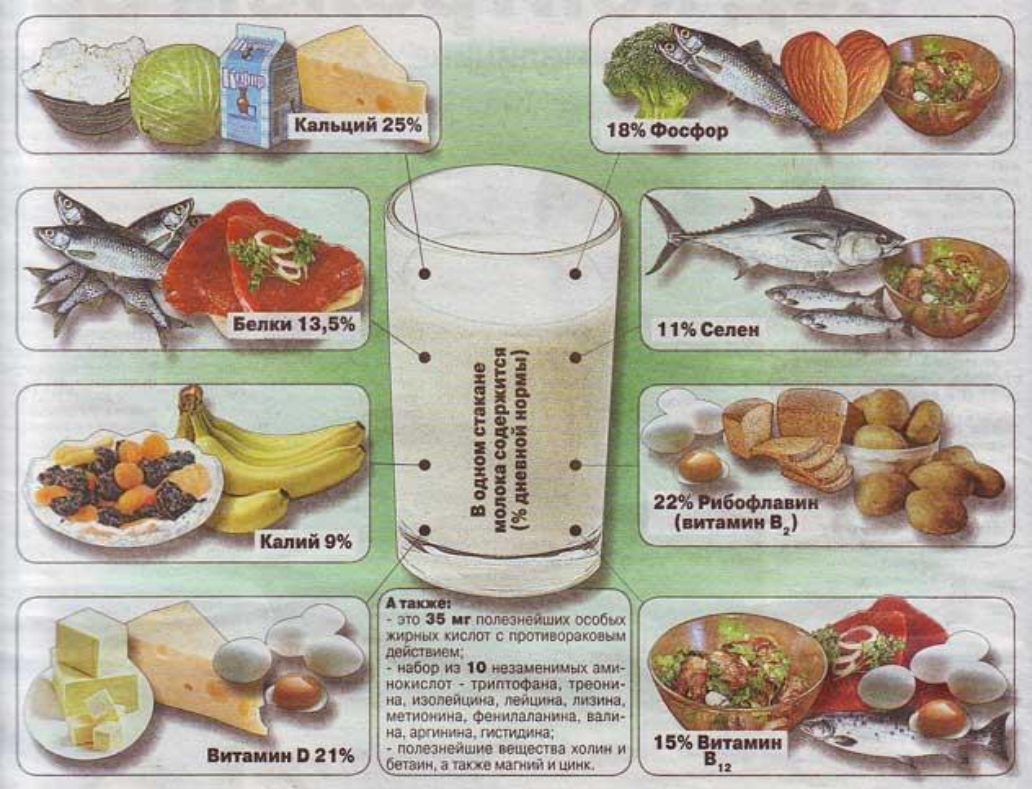 Кефир
Кальций 25%
18% Фосфор
Белки 13,5%
11% Селен
В одном стакане
молока содержится
(% дневной нормы)
Калий 9%
22% Рибофлавин
(витамин B₂)
Витамин D 21%
А также:
- это 35 мг полезнейших особых
жирных кислот с противораковым
действием;
- набор из 10 незаменимых ами-
нокислот - триптофана, треони-
на, изолейцина, лейцина, лизина,
метионина, фенилаланина, вали-
на, аргинина, гистидина;
- полезнейшие вещества холин и
бетаин, а также магний и цинк.
15% Витамин
B₁₂